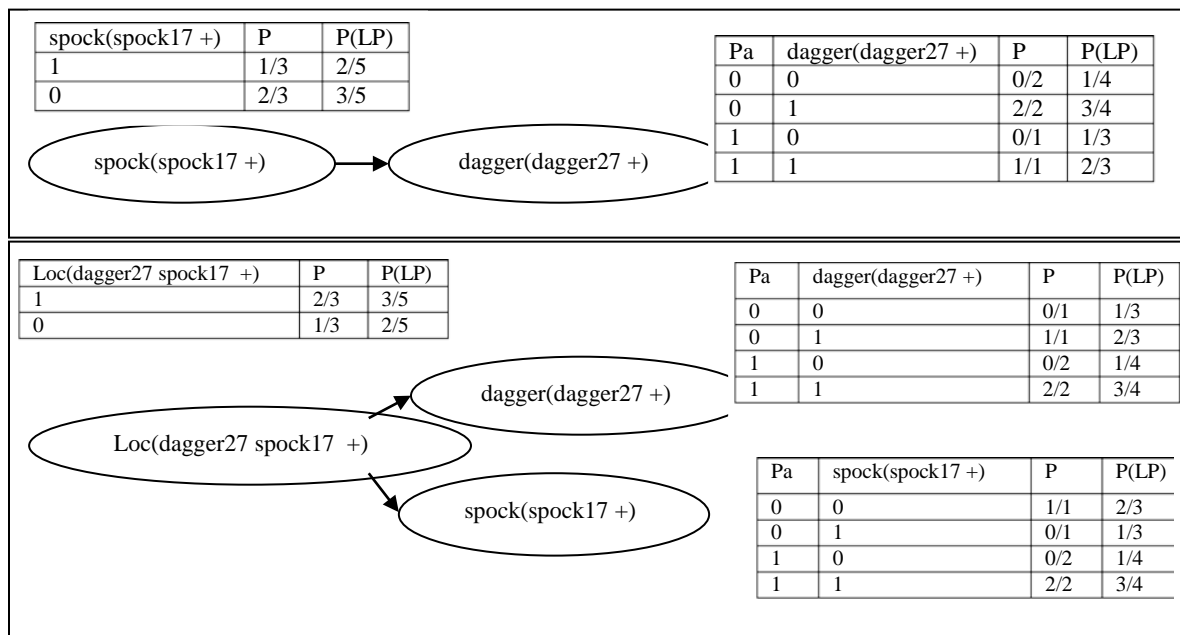 spock(spock17 +) P P(LP)
1 1/3 2/5
0 2/3 3/5
Pa dagger(dagger27 +) P P(LP)
0 0 0/2 1/4
0 1 2/2 3/4
1 0 0/1 1/3
1 1 1/1 2/3
spock(spock17 +)
dagger(dagger27 +)
Loc(dagger27 spock17 +) P P(LP)
1 2/3 3/5
0 1/3 2/5
Pa dagger(dagger27 +) P P(LP)
0 0 0/1 1/3
0 1 1/1 2/3
1 0 0/2 1/4
1 1 2/2 3/4
dagger(dagger27 +)
Loc(dagger27 spock17 +)
spock(spock17 +)
Pa spock(spock17 +) P P(LP)
0 0 1/1 2/3
0 1 0/1 1/3
1 0 0/2 1/4
1 1 2/2 3/4